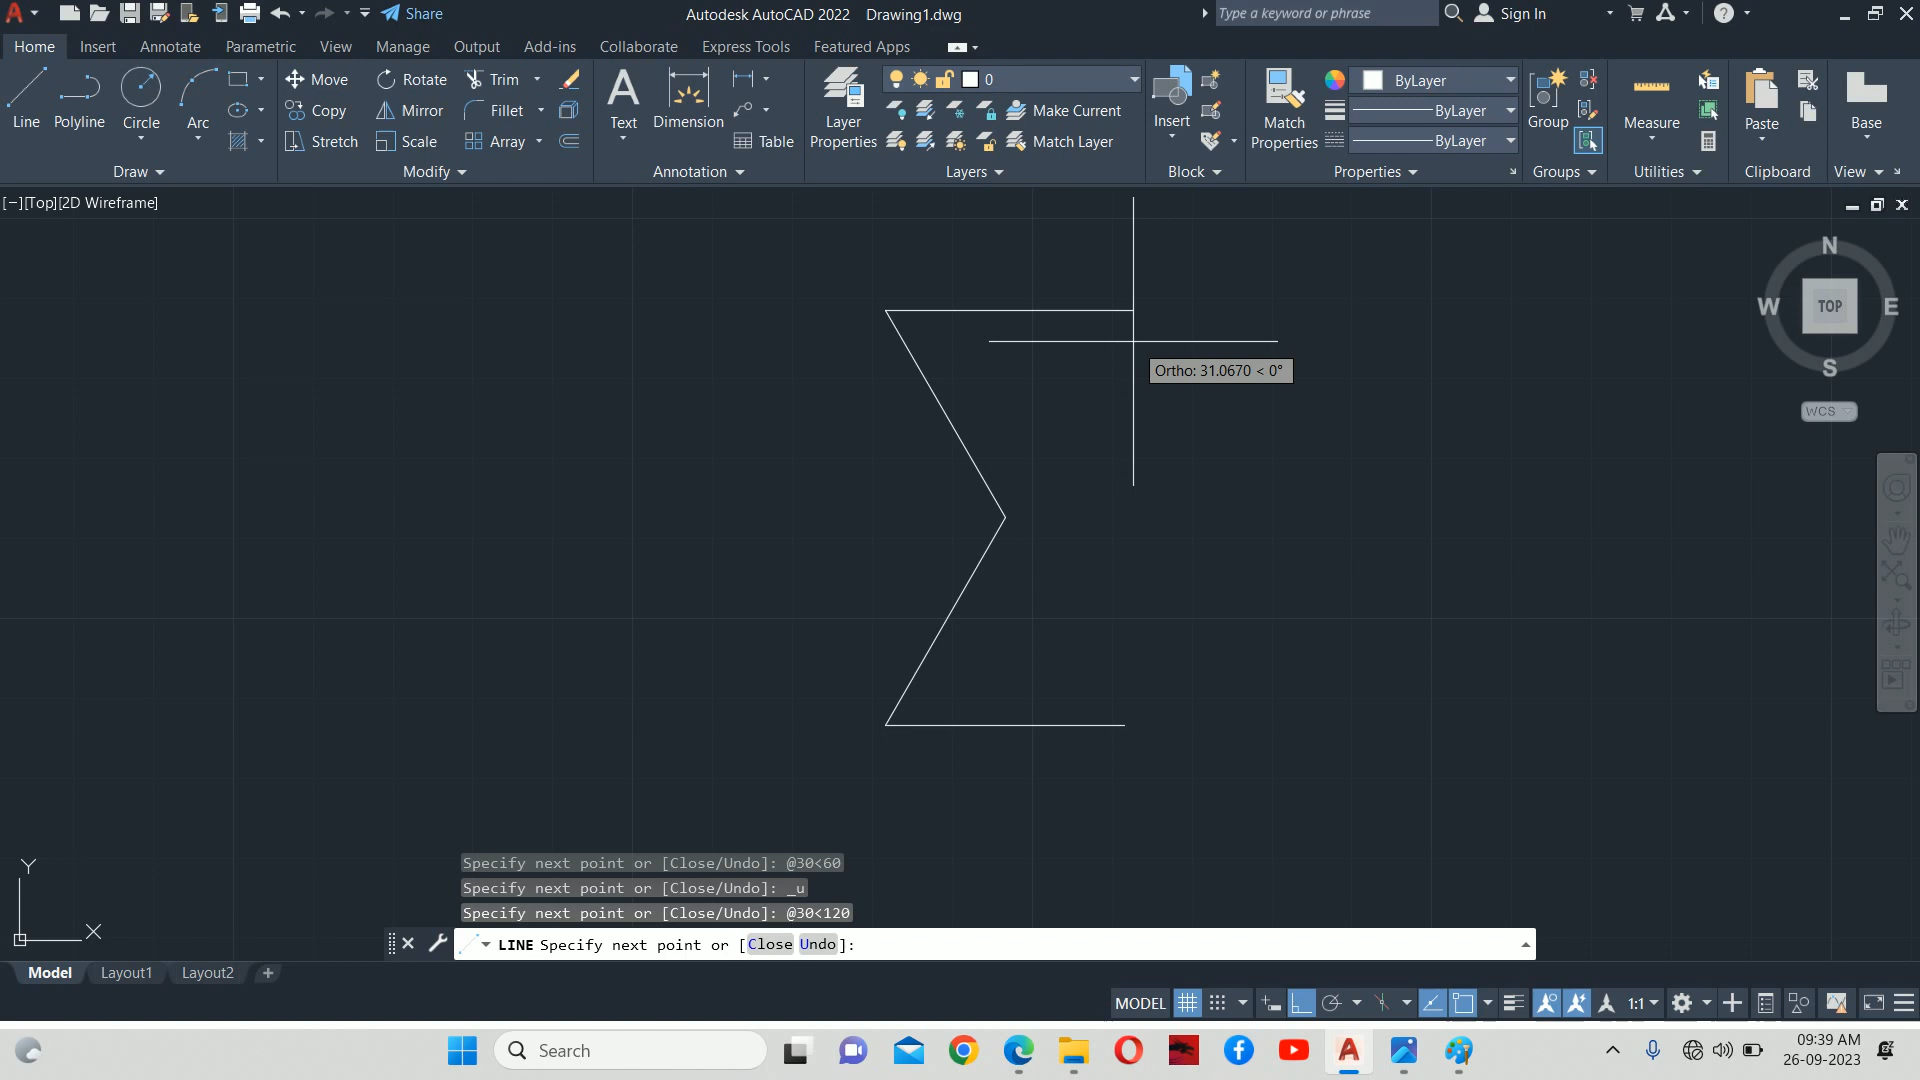 Share
Autodesk AutoCAD 2022 Drawing1.dwg
Type a keyword or phrase
Sign In
Home Insert Annotate Parametric View Manage Output Add-ins Collaborate Express Tools Featured Apps
Move Rotate Trim
0
ByLayer
Copy Mirror Fillet
Make Current
ByLayer
Line Polyline Circle Arc
Text Dimension
Layer
Insert
Match
Group Measure Paste Base
Stretch Scale Array
Table
Properties
Match Layer
Properties
ByLayer
Draw Modify Annotation Layers Block Properties Groups Utilities Clipboard View
[−][Top][2D Wireframe]
N
W TOP E
S
WCS
Ortho: 31.0670 < 0°
Y
X
Specify next point or [Close/Undo]: @30<60
Specify next point or [Close/Undo]: _u
Specify next point or [Close/Undo]: @30<120
LINE Specify next point or [Close Undo]:
Model Layout1 Layout2 +
MODEL
1:1
Search
09:39 AM
26-09-2023